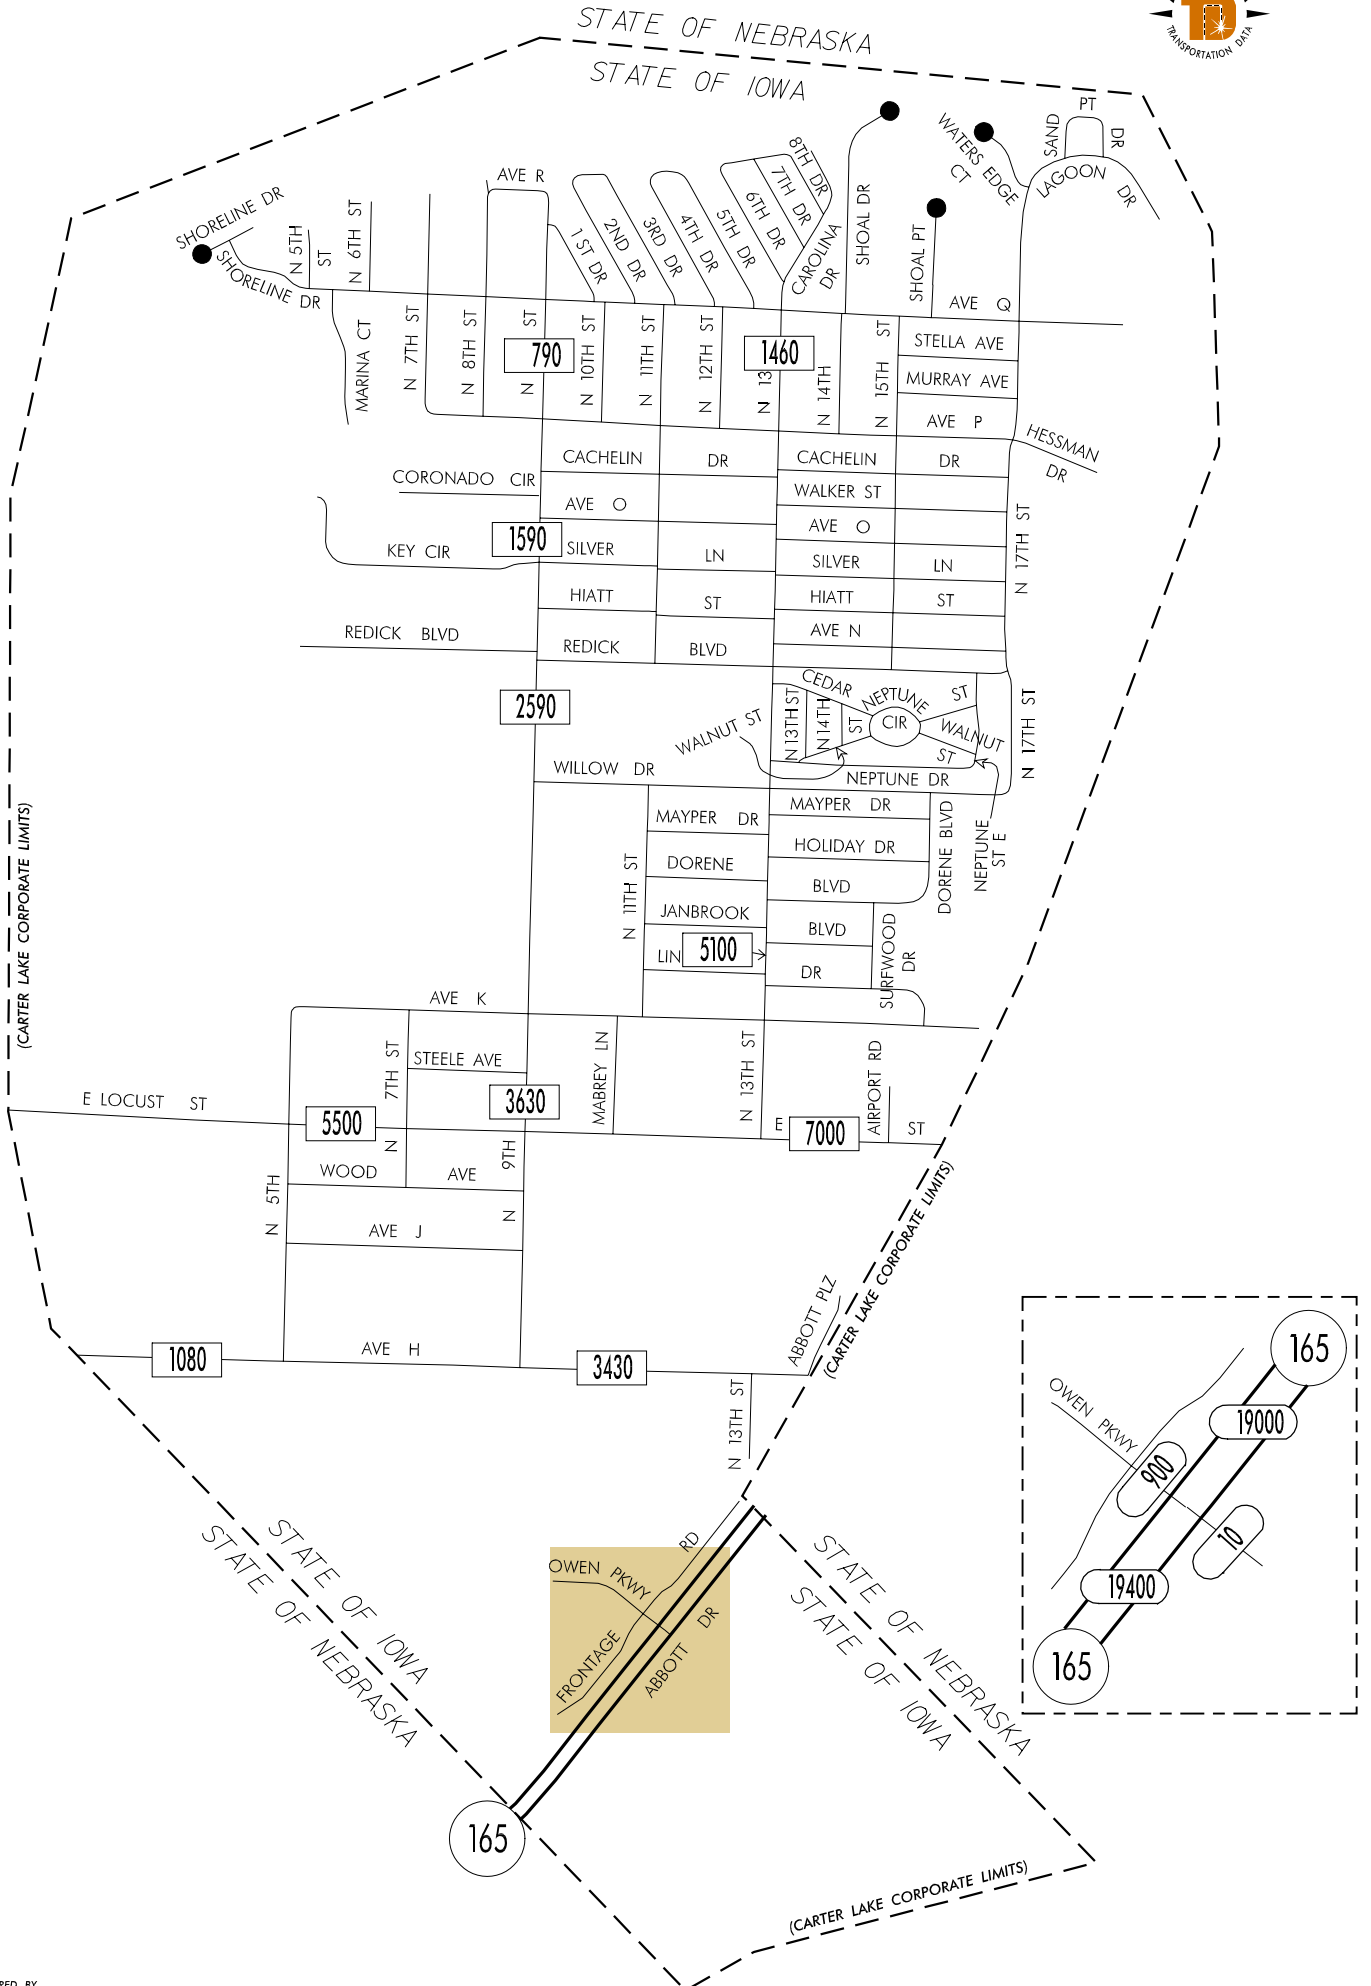 STATE OF NEBRASKA
STATE OF IOWA
TD
TRANSPORTATION DATA
SHORELINE DR
SHORELINE DR
N 5TH ST
N 6TH ST
AVE R
1 ST DR
2ND DR
3RD DR
4TH DR
5TH DR
6TH DR
7TH DR
8TH DR
CAROLINA DR
SHOAL DR
SHOAL PT
WATERS EDGE CT
SAND PT DR
LAGOON DR
AVE Q
MARINA CT
N 7TH ST
N 8TH ST
N ST
790
N 10TH ST
N 11TH ST
N 12TH ST
N 13
1460
N 14TH
N 15TH ST
STELLA AVE
MURRAY AVE
AVE P
HESSMAN DR
CACHELIN DR
CACHELIN DR
CORONADO CIR
WALKER ST
AVE O
AVE O
1590
KEY CIR
SILVER LN
SILVER LN
N 17TH ST
HIATT ST
HIATT ST
AVE N
REDICK BLVD
REDICK BLVD
2590
CEDAR
NEPTUNE
ST
N 13TH ST
N 14TH
ST
CIR
WALNUT ST
WALNUT ST
N 17TH ST
WILLOW DR
NEPTUNE DR
MAYPER DR
MAYPER DR
HOLIDAY DR
DORENE BLVD
NEPTUNE ST E
N 11TH ST
DORENE
BLVD
JANBROOK
BLVD
LIN
5100
DR
SURFWOOD DR
(CARTER LAKE CORPORATE LIMITS)
AVE K
N 7TH ST
STEELE AVE
MABREY LN
N 13TH ST
AIRPORT RD
E LOCUST ST
5500
3630
E
7000
ST
N 9TH
WOOD AVE
N 5TH
AVE J
(CARTER LAKE CORPORATE LIMITS)
ABBOTT PLZ
1080
AVE H
3430
N 13TH ST
165
OWEN PKWY
19000
900
10
19400
165
STATE OF IOWA
STATE OF NEBRASKA
OWEN PKWY
FRONTAGE RD
ABBOTT DR
STATE OF NEBRASKA
STATE OF IOWA
165
(CARTER LAKE CORPORATE LIMITS)